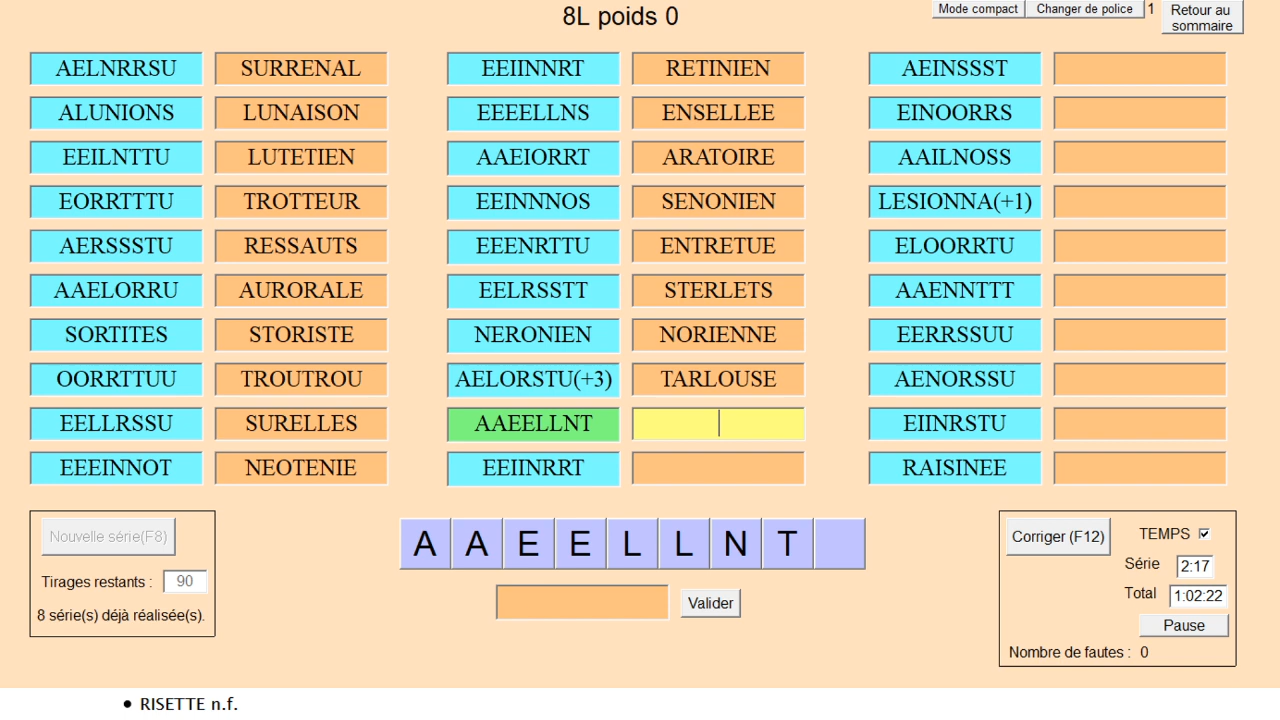 8L poids 0
Mode compact Changer de police 1 Retour au sommaire
AELNRRSU SURRENAL EEIINNRT RETINIEN AEINSSST
ALUNIONS LUNAISON EEEELLNS ENSELLEE EINOORRS
EEILNTTU LUTETIEN AAEIORRT ARATOIRE AAILNOSS
EORRTTTU TROTTEUR EEINNNOS SENONIEN LESIONNA(+1)
AERSSSTU RESSAUTS EEENRTTU ENTRETUE ELOORRTU
AAELORRU AURORALE EELRSSTT STERLETS AAENNTTT
SORTITES STORISTE NERONIEN NORIENNE EERRSSUU
OORRTTUU TROUTROU AELORSTU(+3) TARLOUSE AENORSSU
EELLRSSU SURELLES AAEELLNT EIINRSTU
EEEINNOT NEOTENIE EEIINRRT RAISINEE
Nouvelle série(F8)
Tirages restants : 90
8 série(s) déjà réalisée(s).
A A E E L L N T
Valider
Corriger (F12) TEMPS
Série 2:17
Total 1:02:22
Pause
Nombre de fautes : 0
• RISETTE n.f.